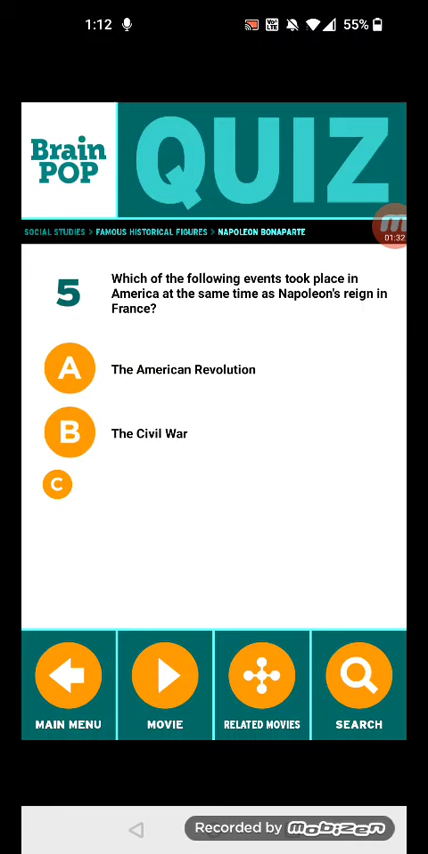 1:12
VoLTE
55%
Brain
POP
QUIZ
SOCIAL STUDIES > FAMOUS HISTORICAL FIGURES > NAPOLEON BONAPARTE
01:32
5
Which of the following events took place in
America at the same time as Napoleon's reign in
France?
A
The American Revolution
B
The Civil War
C
MAIN MENU
MOVIE
RELATED MOVIES
SEARCH
Recorded by mobizen